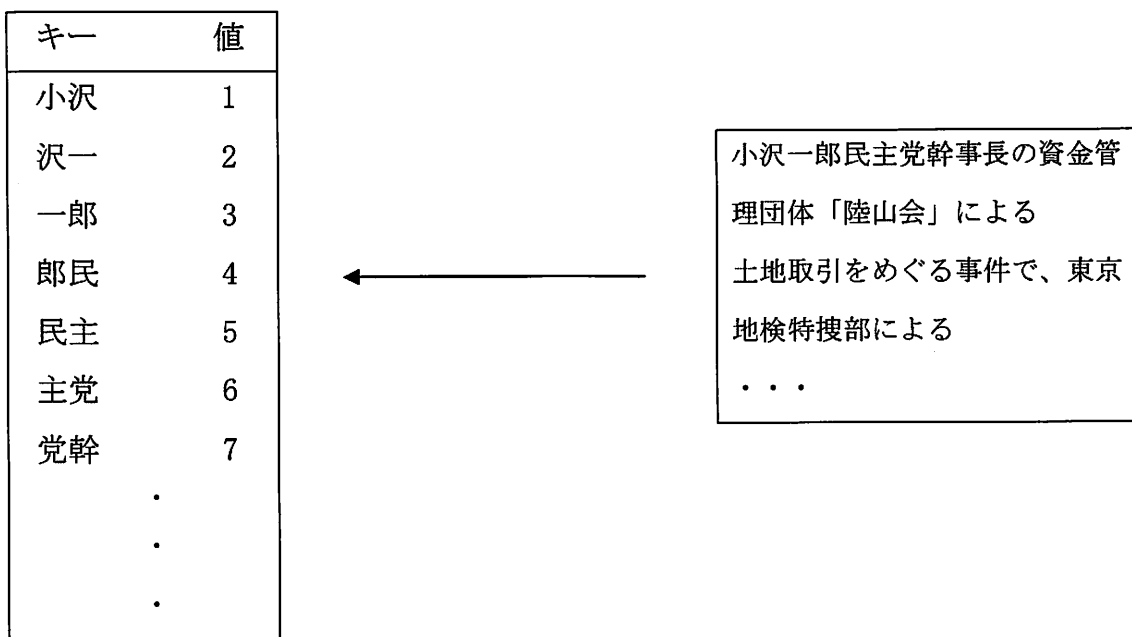 キー 値
小沢 1
沢一 2
一郎 3
郎民 4
民主 5
主党 6
党幹 7
・
・
・
小沢一郎民主党幹事長の資金管
理団体「陸山会」による
土地取引をめぐる事件で、東京
地検特捜部による
・・・